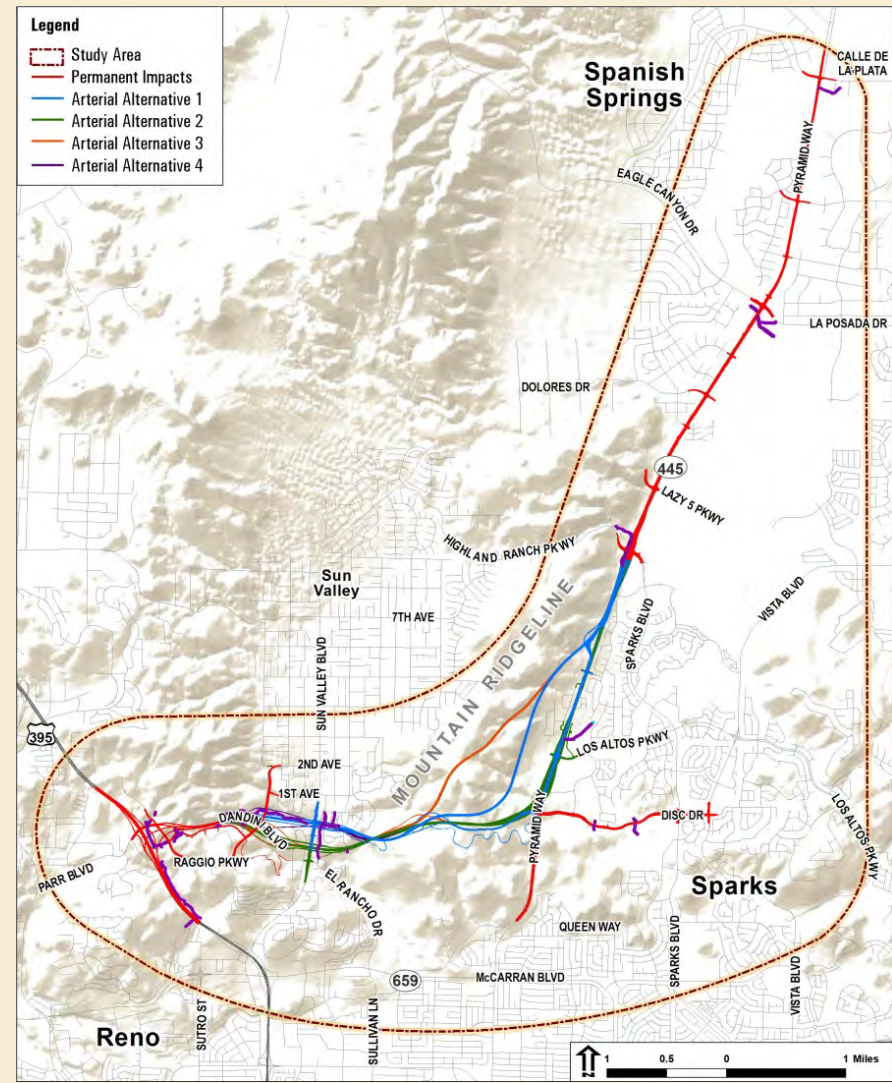 Legend
Study Area
Permanent Impacts
Arterial Alternative 1
Arterial Alternative 2
Arterial Alternative 3
Arterial Alternative 4
Spanish
Springs
CALLE DE
LA PLATA
PYRAMID WAY
EAGLE CANYON DR
LA POSADA DR
DOLORES DR
445
LAZY 5 PKWY
HIGHLAND RANCH PKWY
Sun
Valley
7TH AVE
MOUNTAIN RIDGELINE
SPARKS BLVD
VISTA BLVD
SUN VALLEY BLVD
395
LOS ALTOS PKWY
2ND AVE
1ST AVE
DANDINI BLVD
PYRAMID WAY
DISC DR
LOS ALTOS PKWY
PARR BLVD
RAGGIO PKWY
EL RANCHO DR
Sparks
QUEEN WAY
SPARKS BLVD
VISTA BLVD
659
McCARRAN BLVD
Reno
SUTRO ST
SULLIVAN LN
N
1 0.5 0 1 Miles